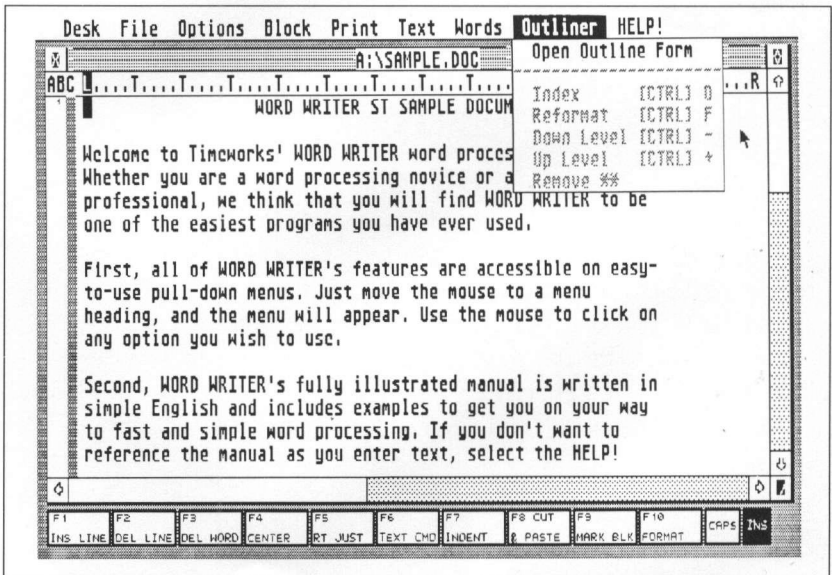 Desk File Options Block Print Text Words Outliner HELP!
A:\SAMPLE.DOC
Open Outline Form
Index [CTRL] O
Reformat [CTRL] F
Down Level [CTRL] -
Up Level [CTRL] +
Remove %%
ABC L....T....T....T....T....T....T....T....T... ...R
WORD WRITER ST SAMPLE DOCUM
Welcome to Timeworks' WORD WRITER word proces
Whether you are a word processing novice or a
professional, we think that you will find WORD WRITER to be
one of the easiest programs you have ever used.
First, all of WORD WRITER's features are accessible on easy-
to-use pull-down menus. Just move the mouse to a menu
heading, and the menu will appear. Use the mouse to click on
any option you wish to use.
Second, WORD WRITER's fully illustrated manual is written in
simple English and includes examples to get you on your way
to fast and simple word processing. If you don't want to
reference the manual as you enter text, select the HELP!
F1 F2 F3 F4 F5 F6 F7 F8 CUT F9 F10 CAPS INS
INS LINE DEL LINE DEL WORD CENTER RT JUST TEXT CMD INDENT & PASTE MARK BLK FORMAT